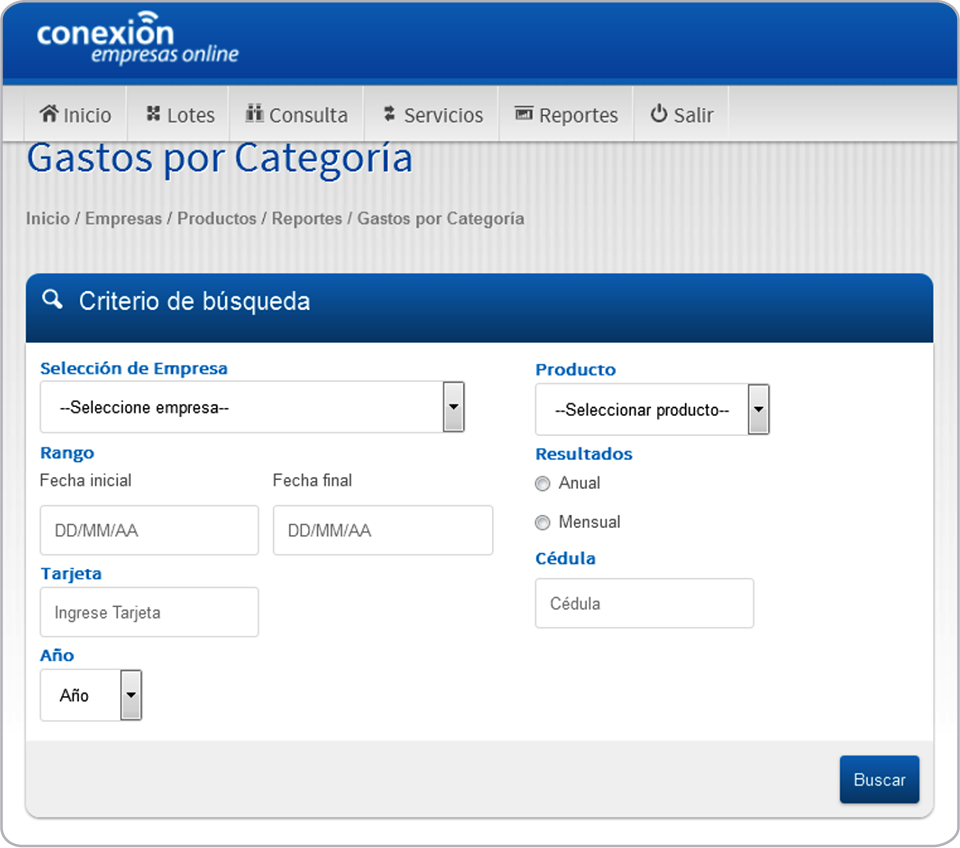 conexión
empresas online
Inicio Lotes Consulta Servicios Reportes Salir
Gastos por Categoría
Inicio / Empresas / Productos / Reportes / Gastos por Categoría
Criterio de búsqueda
Selección de Empresa
--Seleccione empresa--
Producto
--Seleccionar producto--
Rango
Fecha inicial Fecha final
DD/MM/AA DD/MM/AA
Resultados
Anual
Mensual
Tarjeta
Ingrese Tarjeta
Cédula
Cédula
Año
Año
Buscar